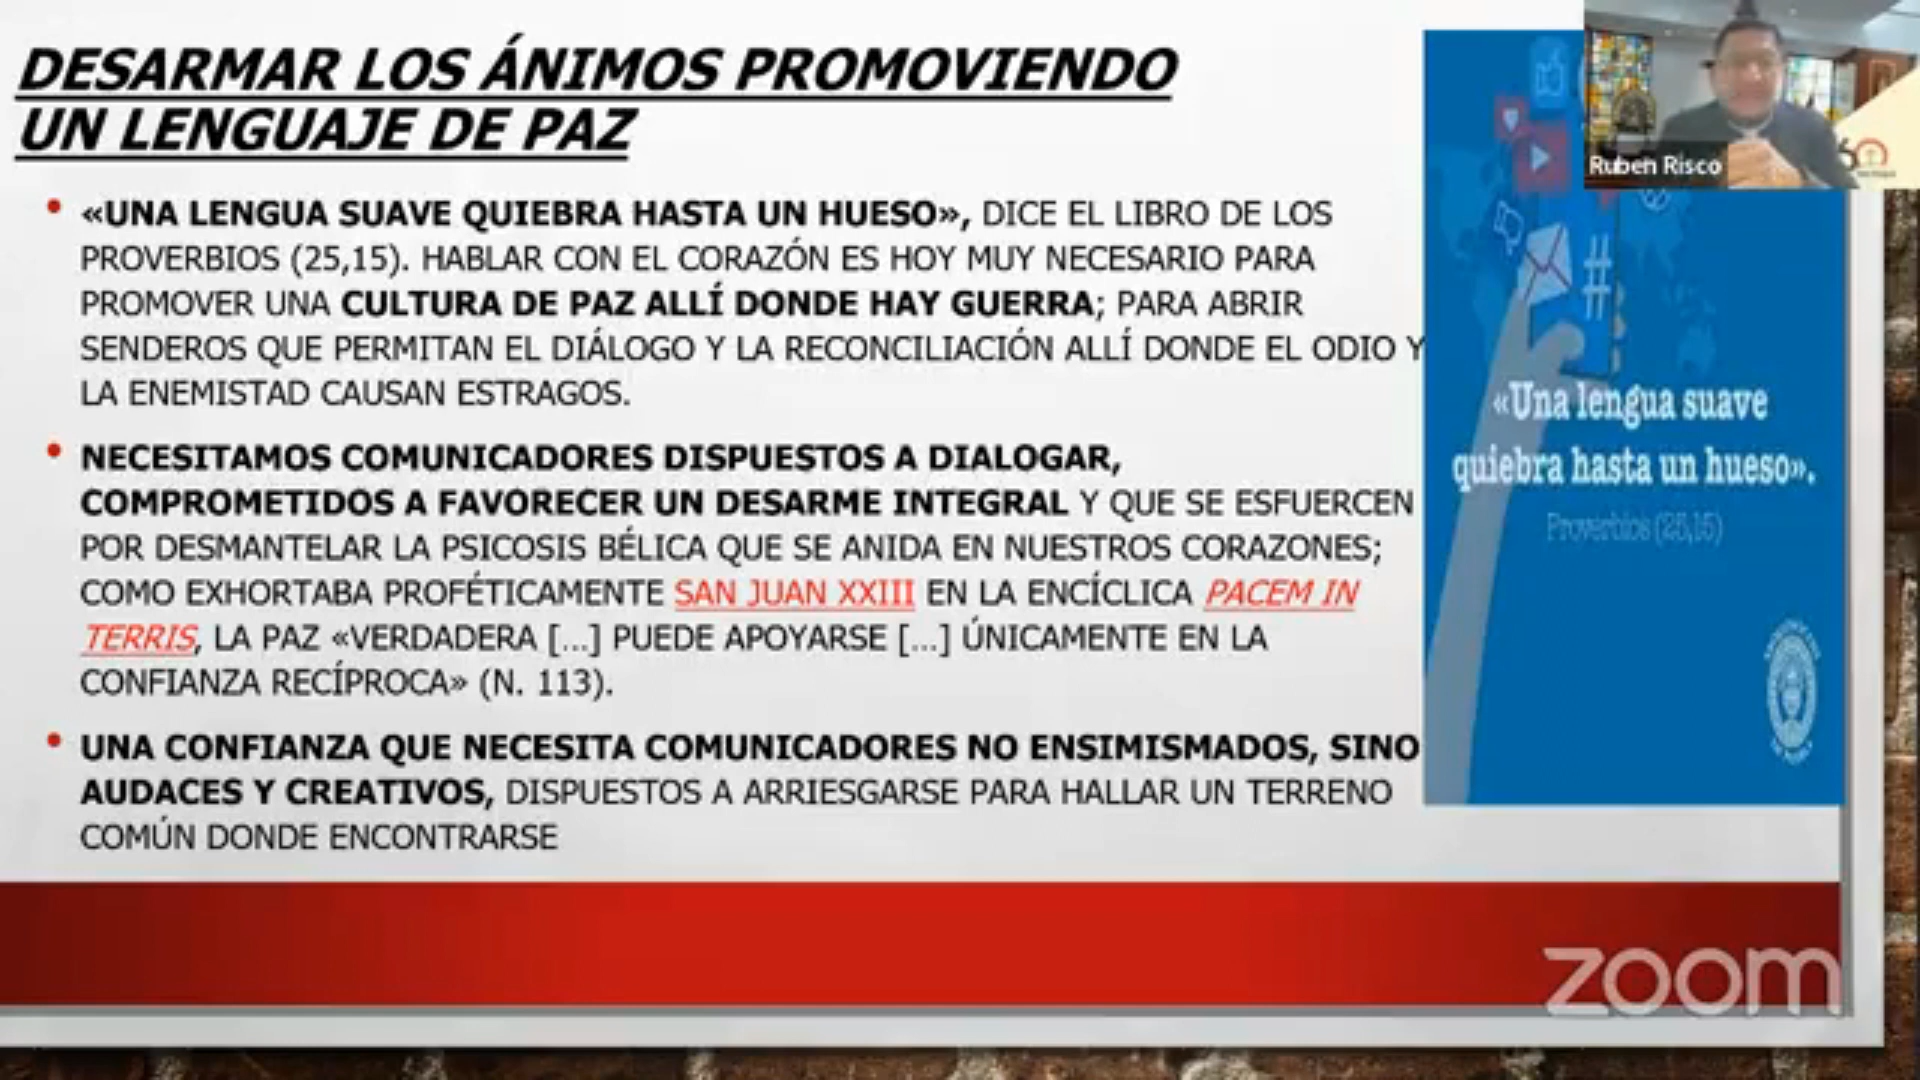 DESARMAR LOS ÁNIMOS PROMOVIENDO
UN LENGUAJE DE PAZ
• «UNA LENGUA SUAVE QUIEBRA HASTA UN HUESO», DICE EL LIBRO DE LOS
PROVERBIOS (25,15). HABLAR CON EL CORAZÓN ES HOY MUY NECESARIO PARA
PROMOVER UNA CULTURA DE PAZ ALLÍ DONDE HAY GUERRA; PARA ABRIR
SENDEROS QUE PERMITAN EL DIÁLOGO Y LA RECONCILIACIÓN ALLÍ DONDE EL ODIO Y
LA ENEMISTAD CAUSAN ESTRAGOS.
• NECESITAMOS COMUNICADORES DISPUESTOS A DIALOGAR,
COMPROMETIDOS A FAVORECER UN DESARME INTEGRAL Y QUE SE ESFUERCEN
POR DESMANTELAR LA PSICOSIS BÉLICA QUE SE ANIDA EN NUESTROS CORAZONES;
COMO EXHORTABA PROFÉTICAMENTE SAN JUAN XXIII EN LA ENCÍCLICA PACEM IN
TERRIS, LA PAZ «VERDADERA [...] PUEDE APOYARSE [...] ÚNICAMENTE EN LA
CONFIANZA RECÍPROCA» (N. 113).
• UNA CONFIANZA QUE NECESITA COMUNICADORES NO ENSIMISMADOS, SINO
AUDACES Y CREATIVOS, DISPUESTOS A ARRIESGARSE PARA HALLAR UN TERRENO
COMÚN DONDE ENCONTRARSE
Ruben Risco
#
«Una lengua suave
quiebra hasta un hueso».
Proverbios (25,15)
zoom